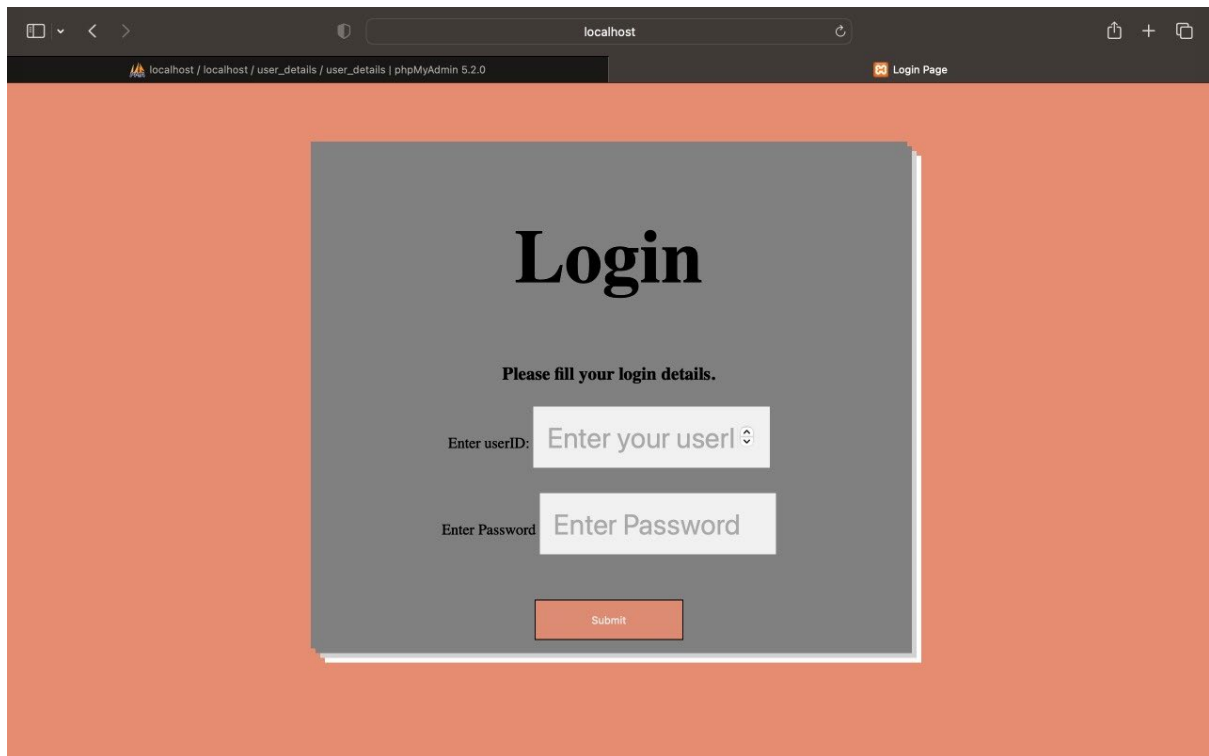 localhost
localhost / localhost / user_details / user_details | phpMyAdmin 5.2.0
Login Page
Login
Please fill your login details.
Enter userID:
Enter your userI
Enter Password
Enter Password
Submit